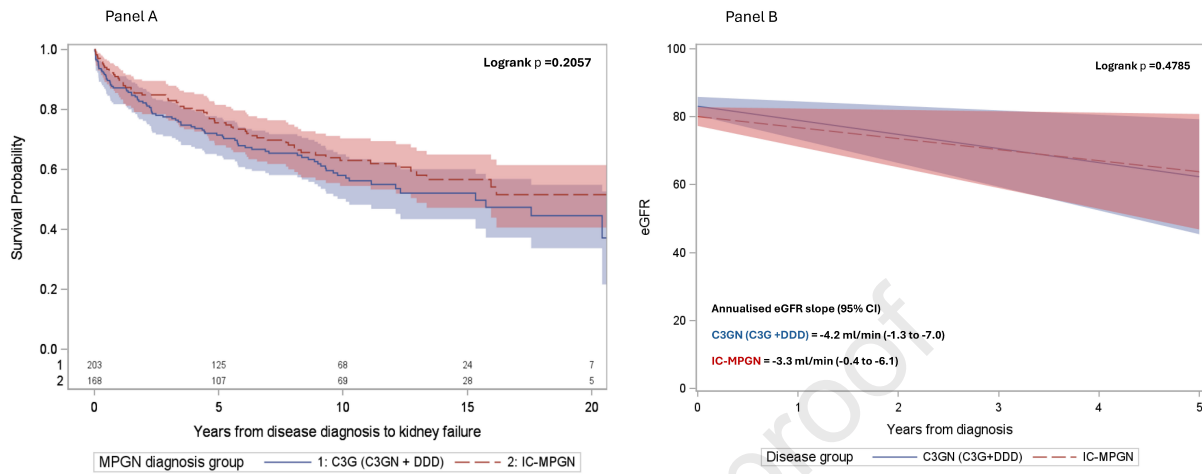 Panel A
1.0
0.8
0.6
0.4
0.2
0.0
Survival Probability
Logrank p =0.2057
1 203 125 68 24 7
2 168 107 69 28 5
0 5 10 15 20
Years from disease diagnosis to kidney failure
MPGN diagnosis group 1: C3G (C3GN + DDD) 2: IC-MPGN
Panel B
100
80
60
40
20
0
eGFR
Logrank p =0.4785
Annualised eGFR slope (95% CI)
C3GN (C3G +DDD) = -4.2 ml/min (-1.3 to -7.0)
IC-MPGN = -3.3 ml/min (-0.4 to -6.1)
0 1 2 3 4 5
Years from diagnosis
Disease group C3GN (C3G+DDD) IC-MPGN
proof